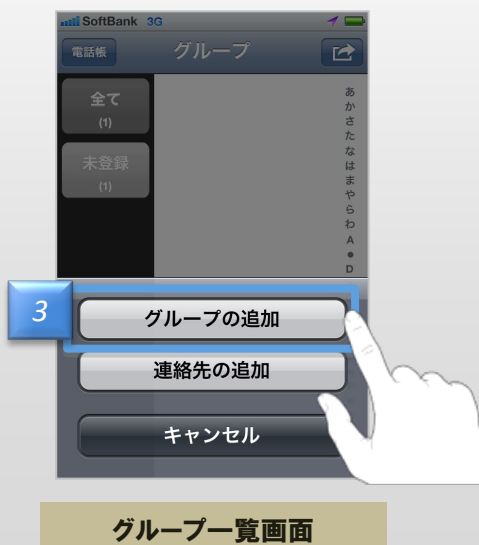 SoftBank 3G
電話帳 グループ
全て
(1)
未登録
(1)
あ
か
さ
た
な
は
ま
や
ら
わ
A
●
D
3
グループの追加
連絡先の追加
キャンセル
グループ一覧画面